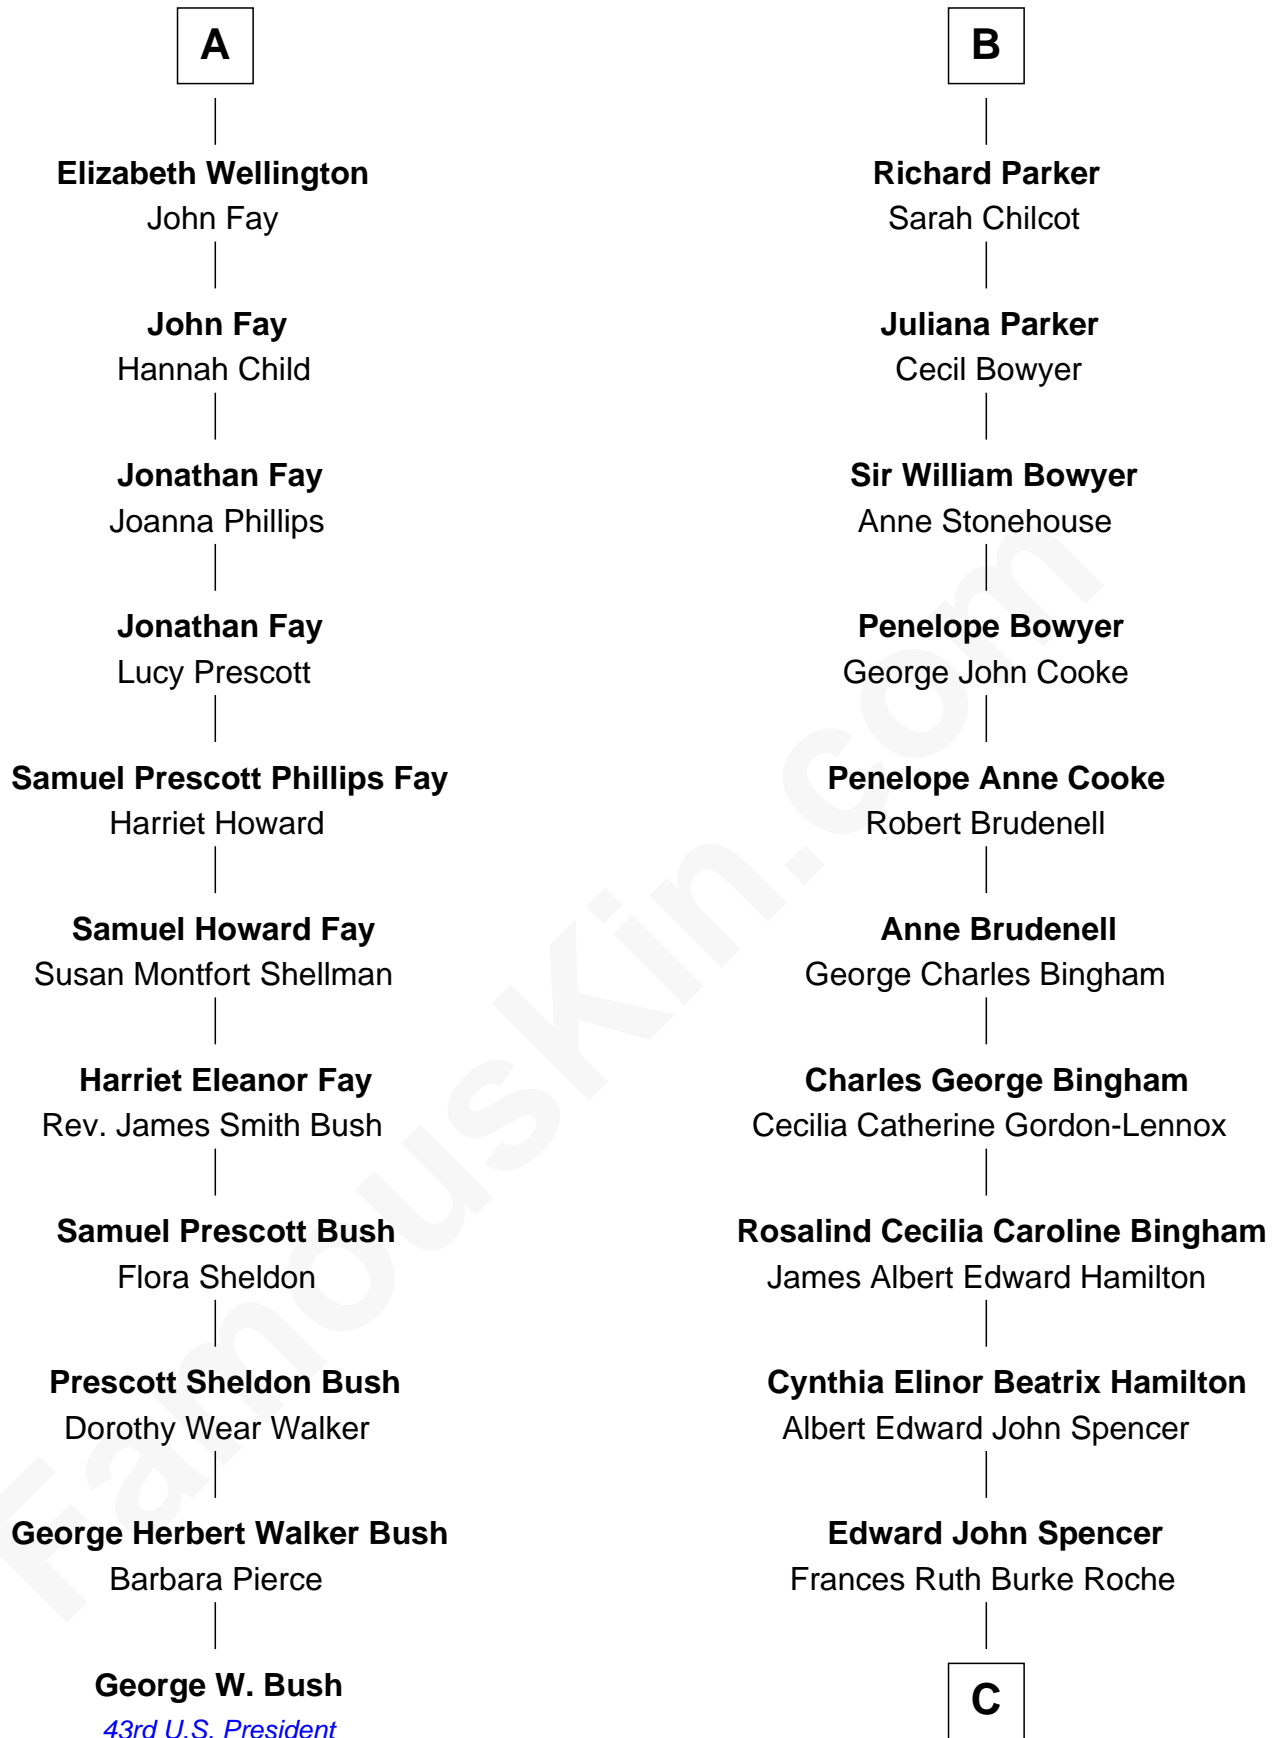 A
Elizabeth Wellington
John Fay
John Fay
Hannah Child
Jonathan Fay
Joanna Phillips
Jonathan Fay
Lucy Prescott
Samuel Prescott Phillips Fay
Harriet Howard
Samuel Howard Fay
Susan Montfort Shellman
Harriet Eleanor Fay
Rev. James Smith Bush
Samuel Prescott Bush
Flora Sheldon
Prescott Sheldon Bush
Dorothy Wear Walker
George Herbert Walker Bush
Barbara Pierce
George W. Bush
43rd U.S. President
B
Richard Parker
Sarah Chilcot
Juliana Parker
Cecil Bowyer
Sir William Bowyer
Anne Stonehouse
Penelope Bowyer
George John Cooke
Penelope Anne Cooke
Robert Brudenell
Anne Brudenell
George Charles Bingham
Charles George Bingham
Cecilia Catherine Gordon-Lennox
Rosalind Cecilia Caroline Bingham
James Albert Edward Hamilton
Cynthia Elinor Beatrix Hamilton
Albert Edward John Spencer
Edward John Spencer
Frances Ruth Burke Roche
C
FamousKin.com